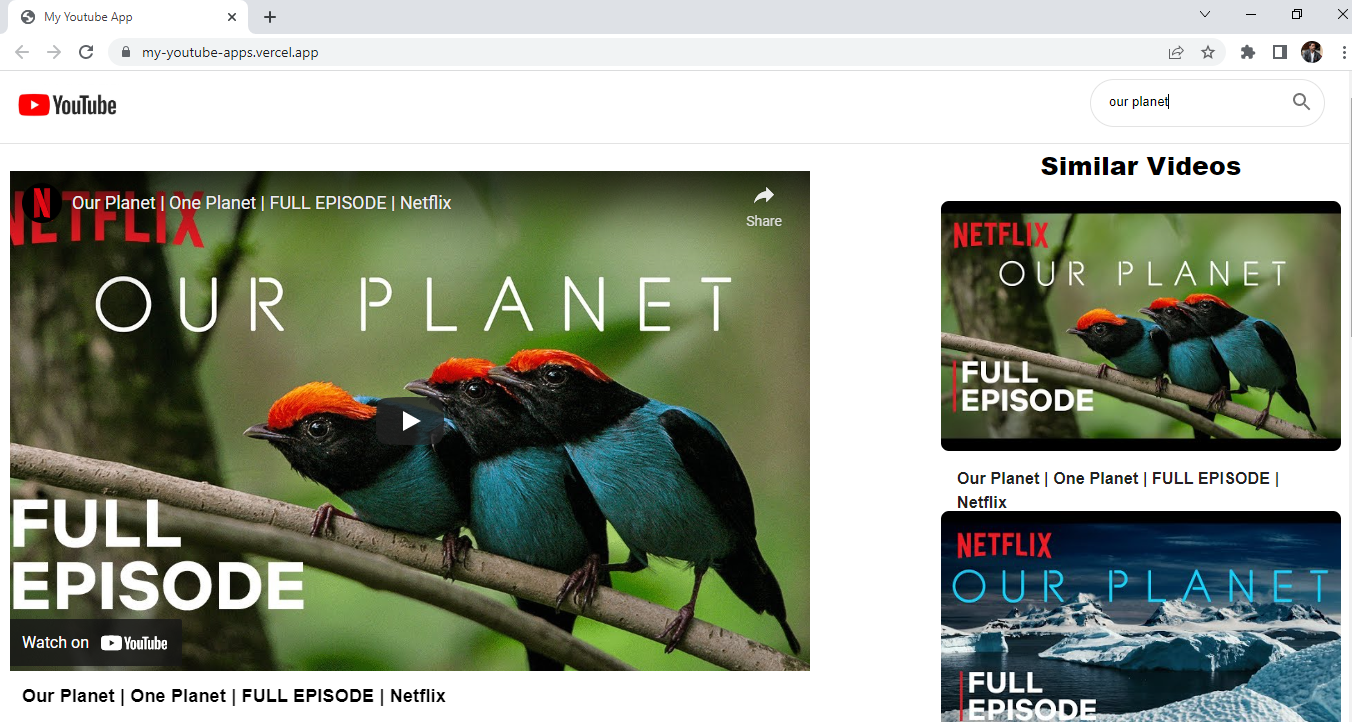 My Youtube App
my-youtube-apps.vercel.app
YouTube
our planet
NETFLIX
Our Planet | One Planet | FULL EPISODE | Netflix
Share
OUR PLANET
FULL
EPISODE
Watch on YouTube
Our Planet | One Planet | FULL EPISODE | Netflix
Similar Videos
NETFLIX
OUR PLANET
FULL
EPISODE
Our Planet | One Planet | FULL EPISODE |
Netflix
NETFLIX
OUR PLANET
FULL
EPISODE